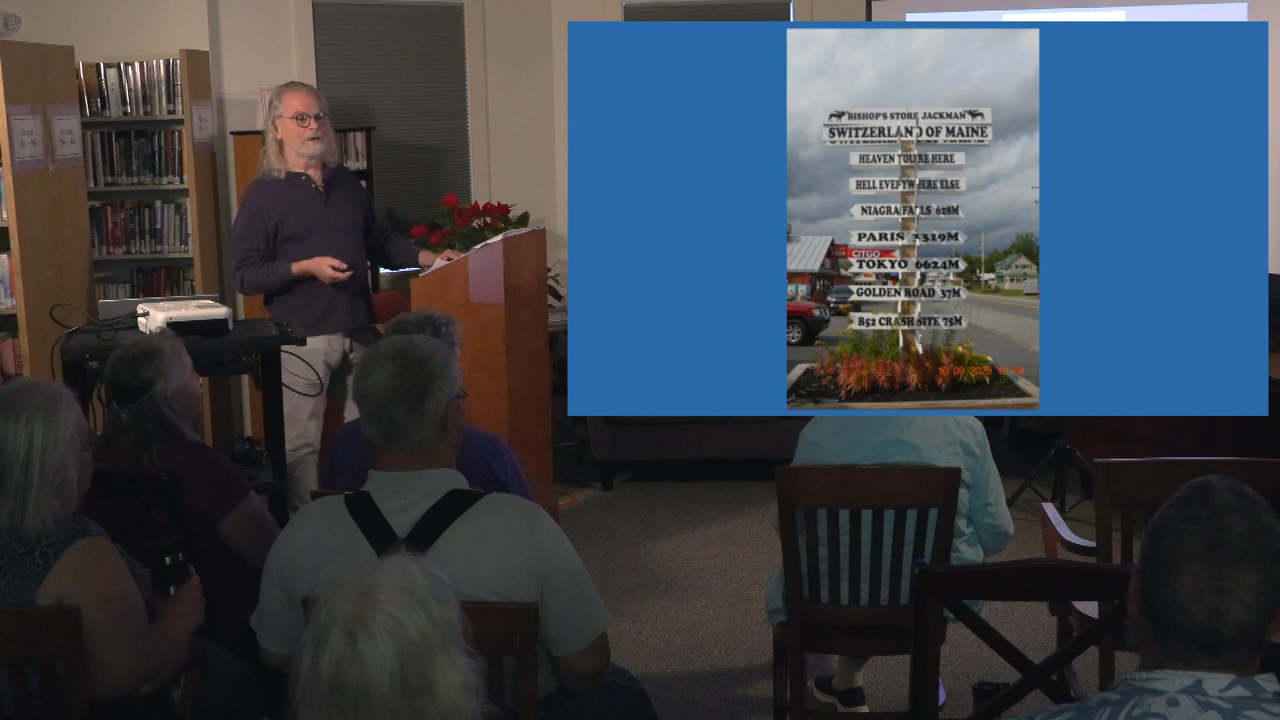 BISHOP'S STORE JACKMAN
SWITZERLAND OF MAINE
HEAVEN YOU'RE HERE
HELL EVERYWHERE ELSE
NIAGRA FALLS 628M
PARIS 3319M
CITGO
TOKYO 6624M
GOLDEN ROAD 37M
B52 CRASH SITE 75M
10 09 2020